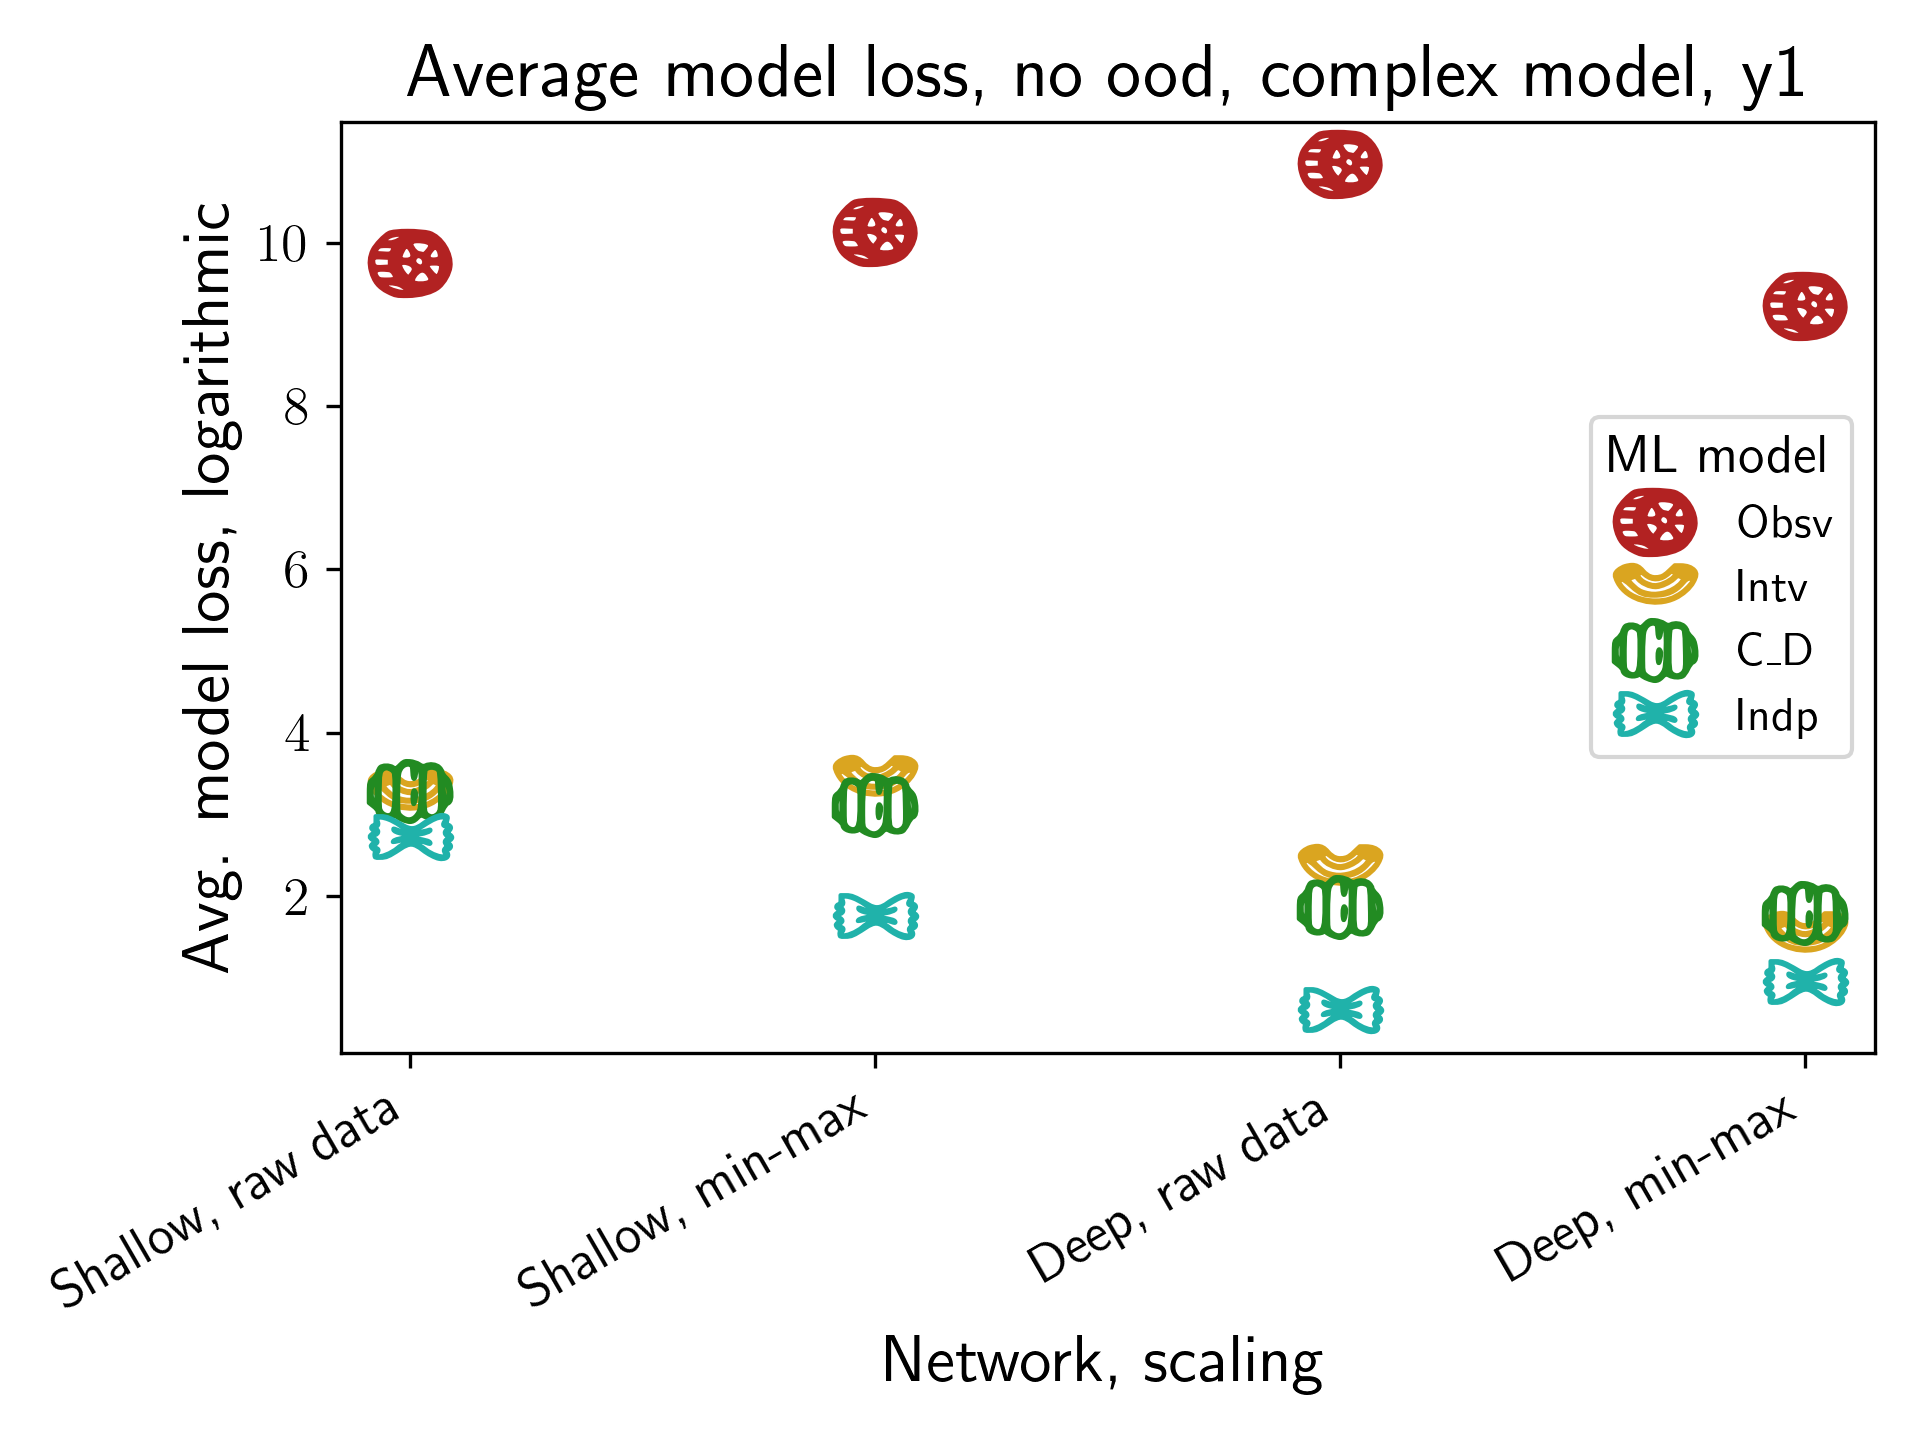 Average model loss, no ood, complex model, y1
Avg. model loss, logarithmic
10
8
6
4
2
ML model
Obsv
Intv
C_D
Indp
Shallow, raw data
Shallow, min-max
Deep, raw data
Deep, min-max
Network, scaling